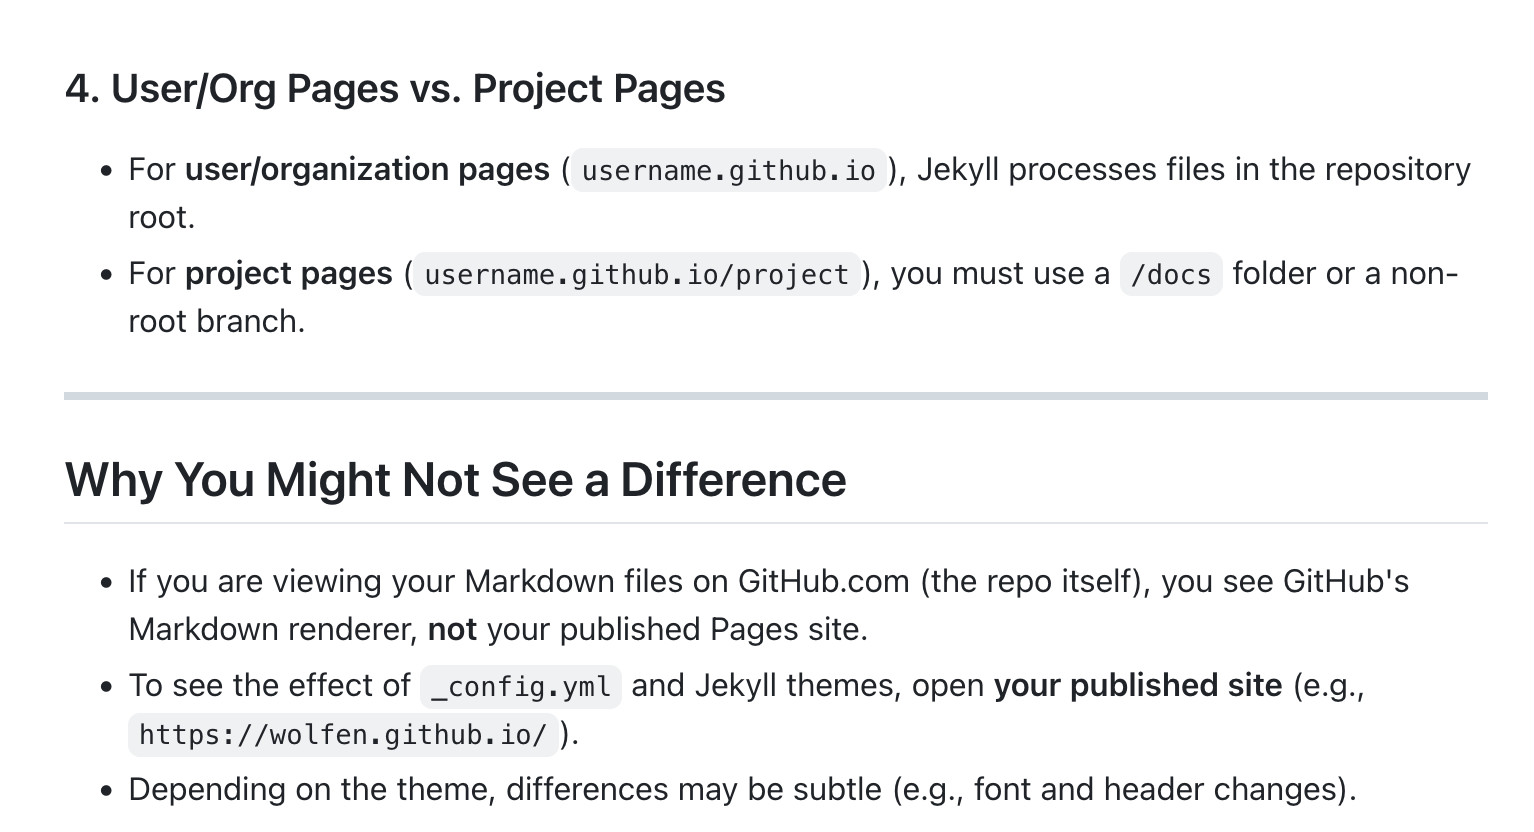 4. User/Org Pages vs. Project Pages
For user/organization pages (username.github.io), Jekyll processes files in the repository
root.
For project pages (username.github.io/project), you must use a /docs folder or a non-
root branch.
Why You Might Not See a Difference
If you are viewing your Markdown files on GitHub.com (the repo itself), you see GitHub's
Markdown renderer, not your published Pages site.
To see the effect of _config.yml and Jekyll themes, open your published site (e.g.,
https://wolfen.github.io/).
Depending on the theme, differences may be subtle (e.g., font and header changes).